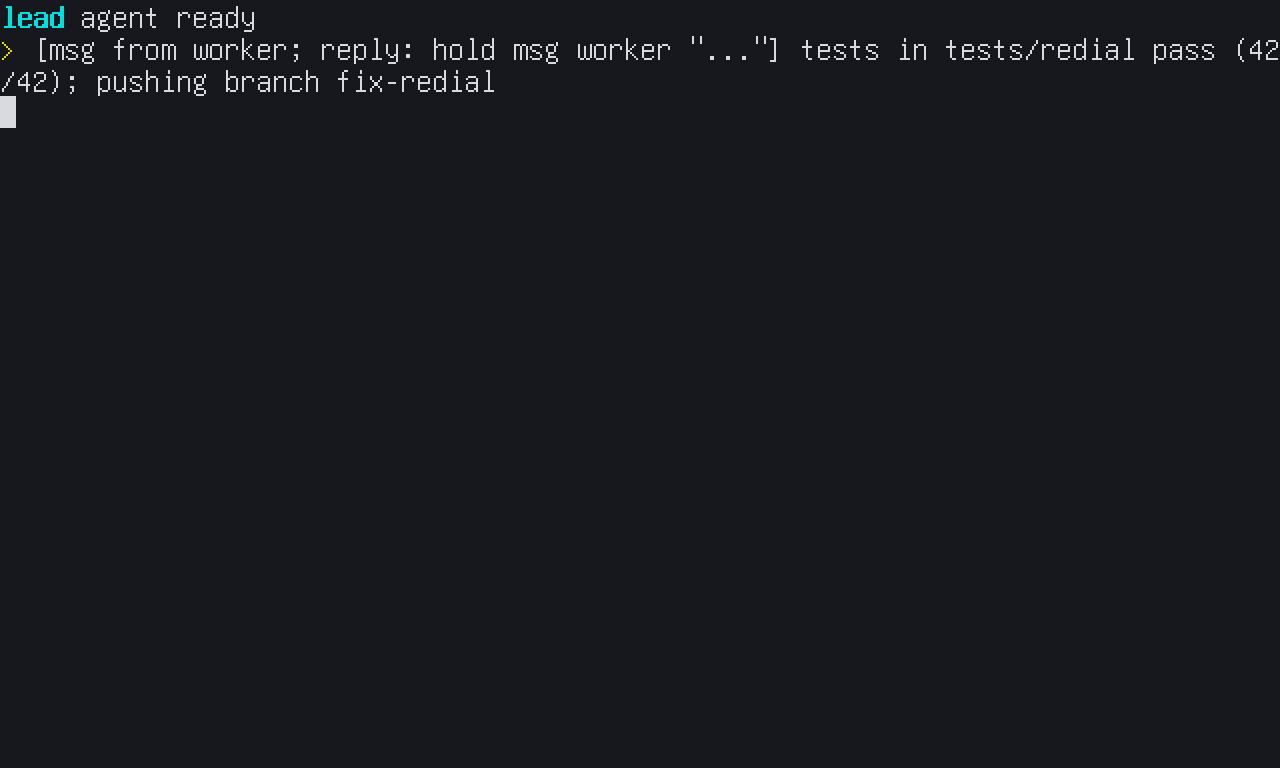 lead agent ready
> [msg from worker; reply: hold msg worker "..."] tests in tests/redial pass (42
/42); pushing branch fix-redial